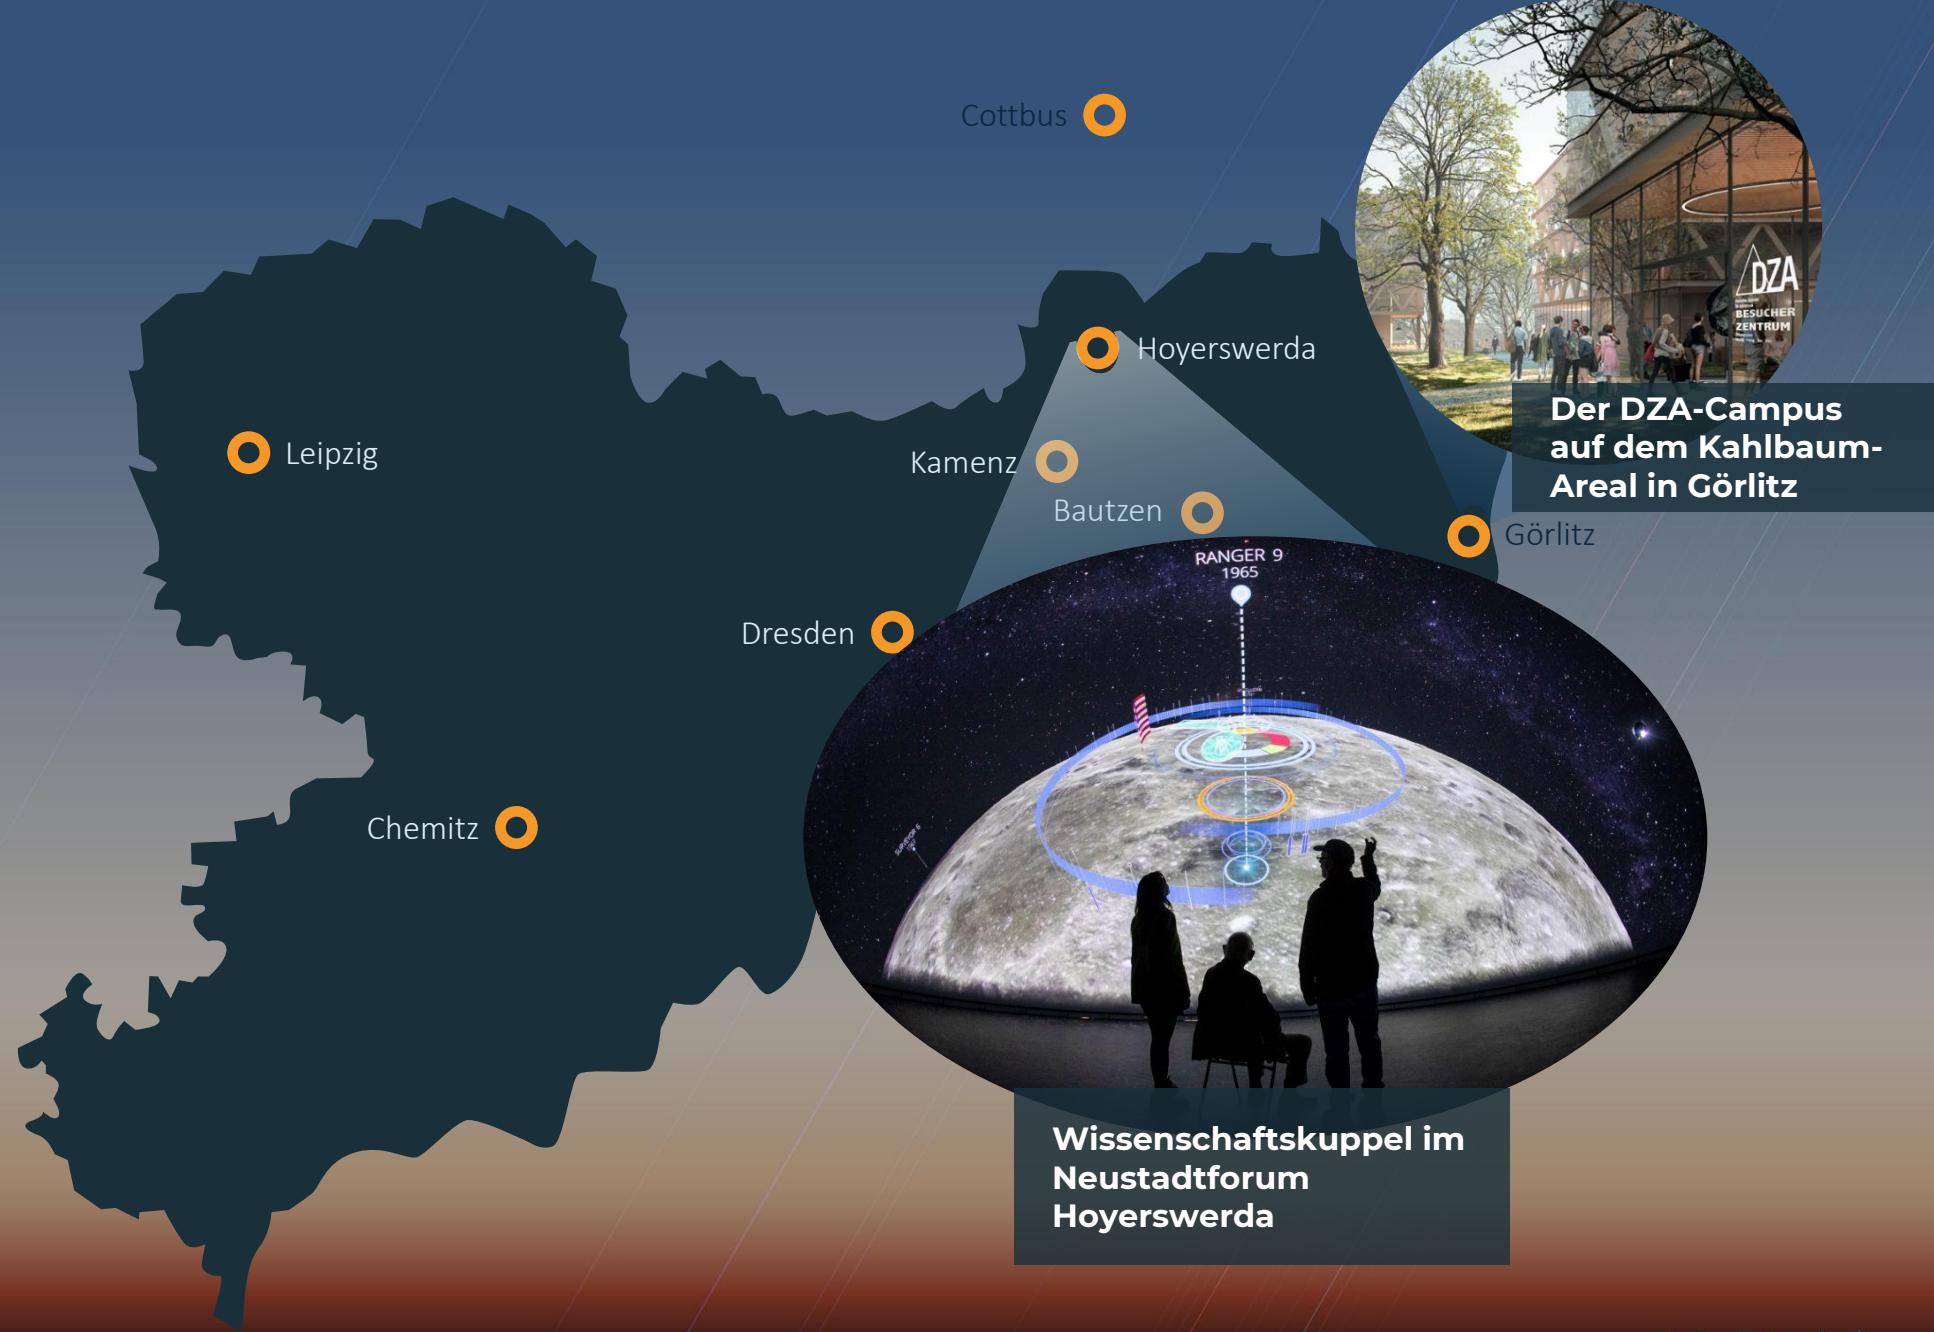 Cottbus
DZA
BESUCHER
ZENTRUM
Hoyerswerda
Der DZA-Campus
auf dem Kahlbaum-
Areal in Görlitz
Leipzig
Kamenz
Bautzen
Görlitz
RANGER 9
1965
Dresden
Chemitz
Wissenschaftskuppel im
Neustadtforum
Hoyerswerda